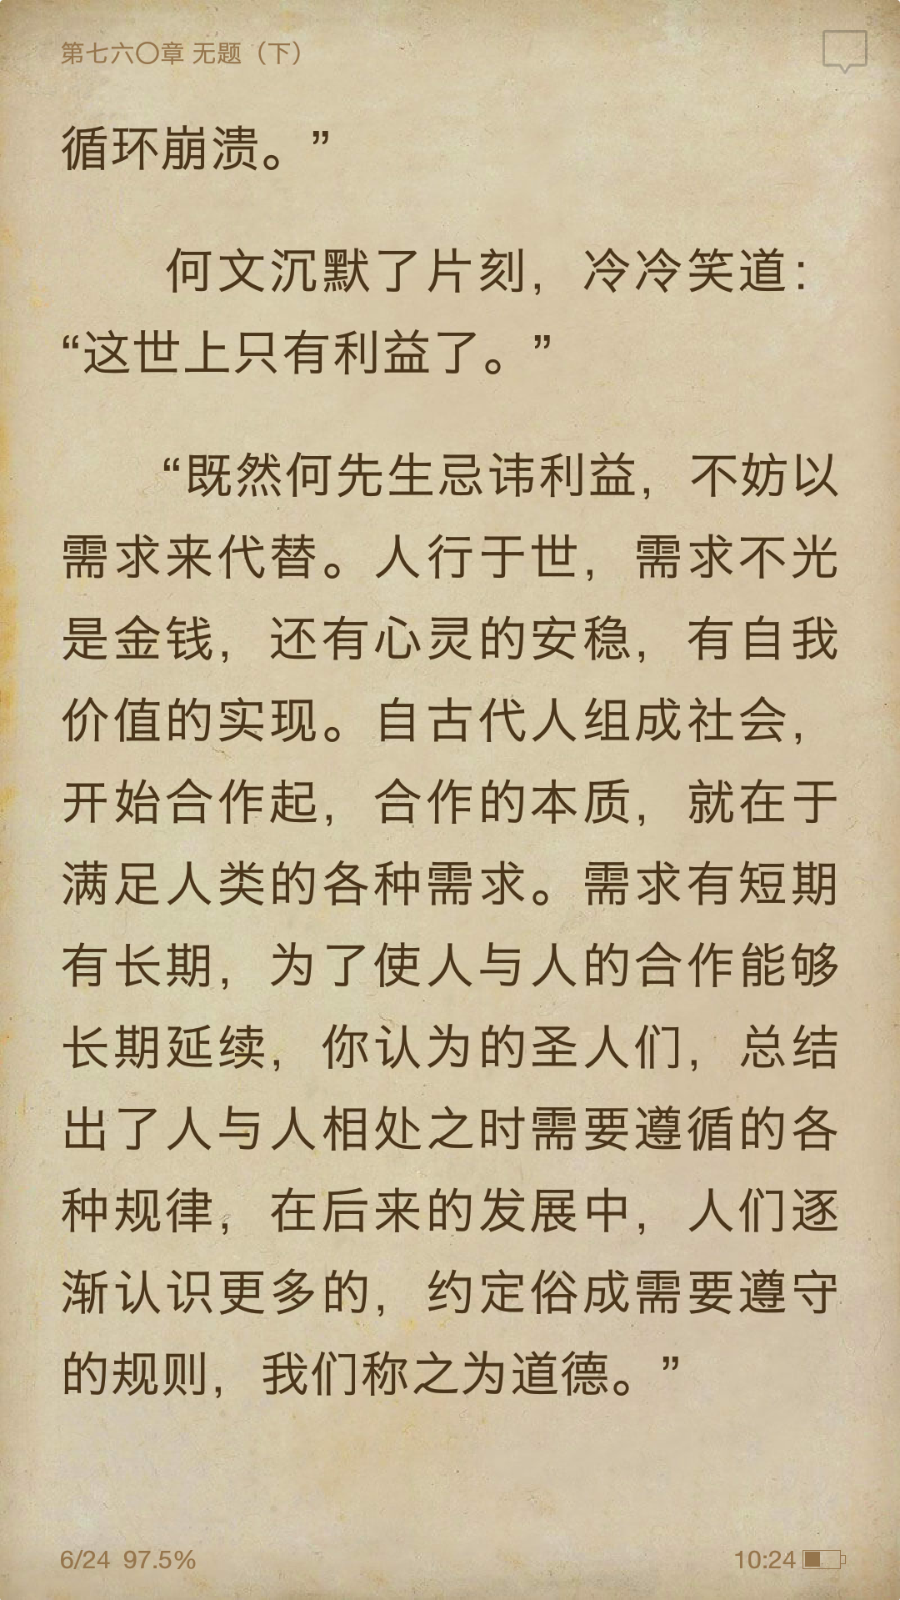 第七六〇章 无题（下）
循环崩溃。”
何文沉默了片刻，冷冷笑道：
“这世上只有利益了。”
“既然何先生忌讳利益，不妨以
需求来代替。人行于世，需求不光
是金钱，还有心灵的安稳，有自我
价值的实现。自古代人组成社会，
开始合作起，合作的本质，就在于
满足人类的各种需求。需求有短期
有长期，为了使人与人的合作能够
长期延续，你认为的圣人们，总结
出了人与人相处之时需要遵循的各
种规律，在后来的发展中，人们逐
渐认识更多的，约定俗成需要遵守
的规则，我们称之为道德。”
6/24 97.5%
10:24